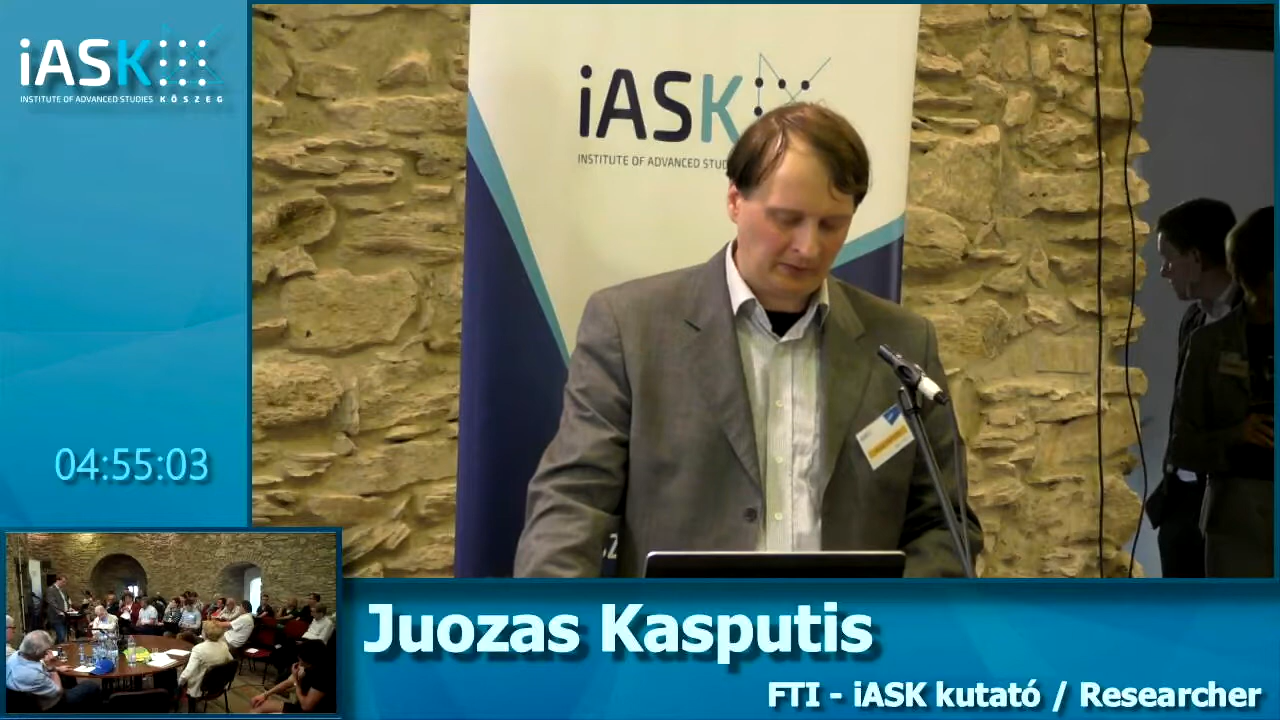 iASK
INSTITUTE OF ADVANCED STUDIES KŐSZEG
iASK
INSTITUTE OF ADVANCED STUD
04:55:03
Juozas Kasputis
FTI - iASK kutató / Researcher